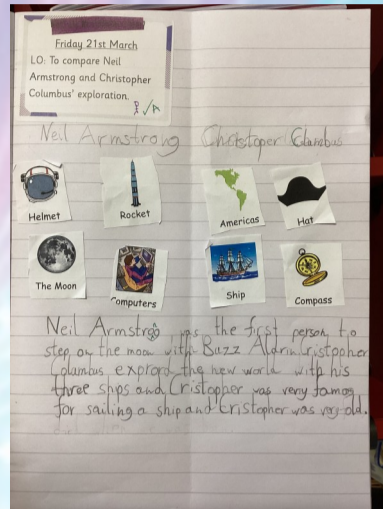 Friday 21st March
LO: To compare Neil
Armstrong and Christopher
Columbus' exploration.
Neil Armstrong Christoper Columbus
Helmet
Rocket
Americas
Hat
The Moon
Computers
Ship
Compass
Neil Armstrog was the first person to
step on the moon with Buzz Aldrin Cristopher
Columbus exprord the new world with his
three ships and Cristopper was very famos
for sailing a ship and Cristopher was very old.